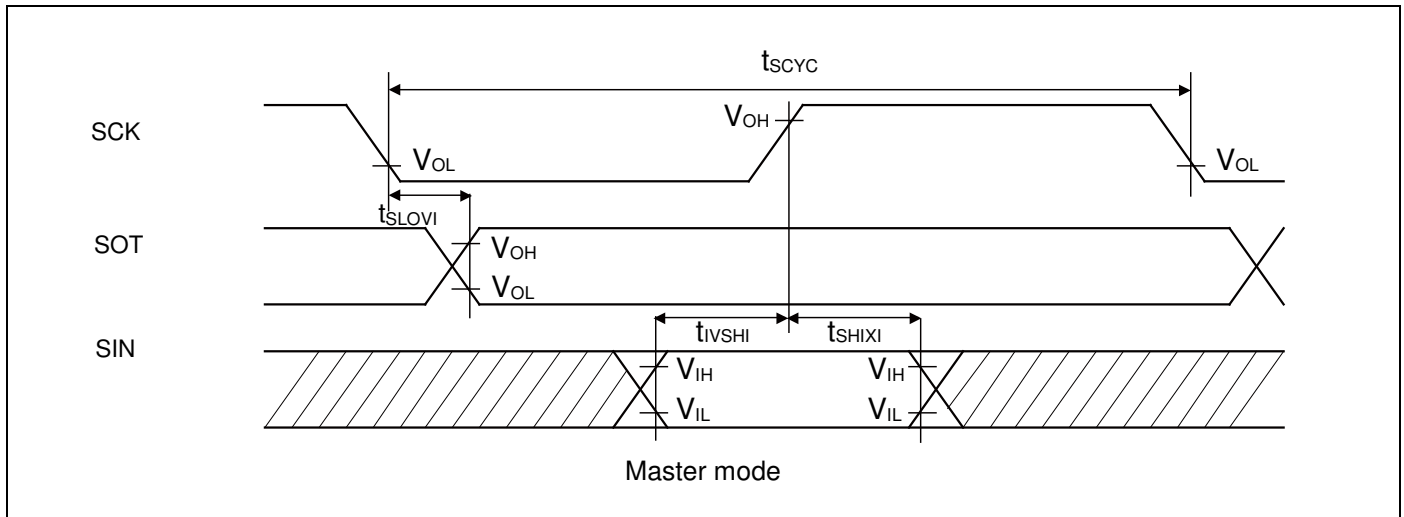 tSCYC
SCK
VOH
VOL
VOL
tSLOVI
SOT
VOH
VOL
tIVSHI
tSHIXI
SIN
VIH
VIH
VIL
VIL
Master mode